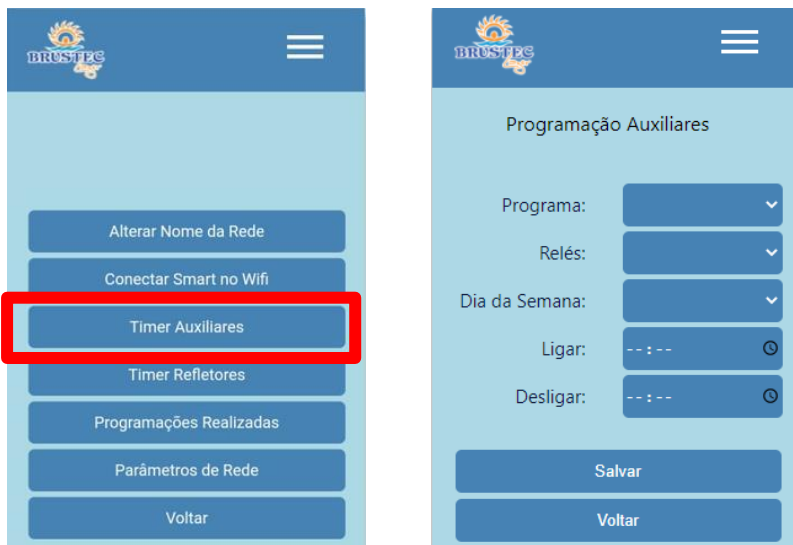 BRUSTEC
Alterar Nome da Rede
Conectar Smart no Wifi
Timer Auxiliares
Timer Refletores
Programações Realizadas
Parâmetros de Rede
Voltar
BRUSTEC
Programação Auxiliares
Programa:
Relés:
Dia da Semana:
Ligar: --:--
Desligar: --:--
Salvar
Voltar